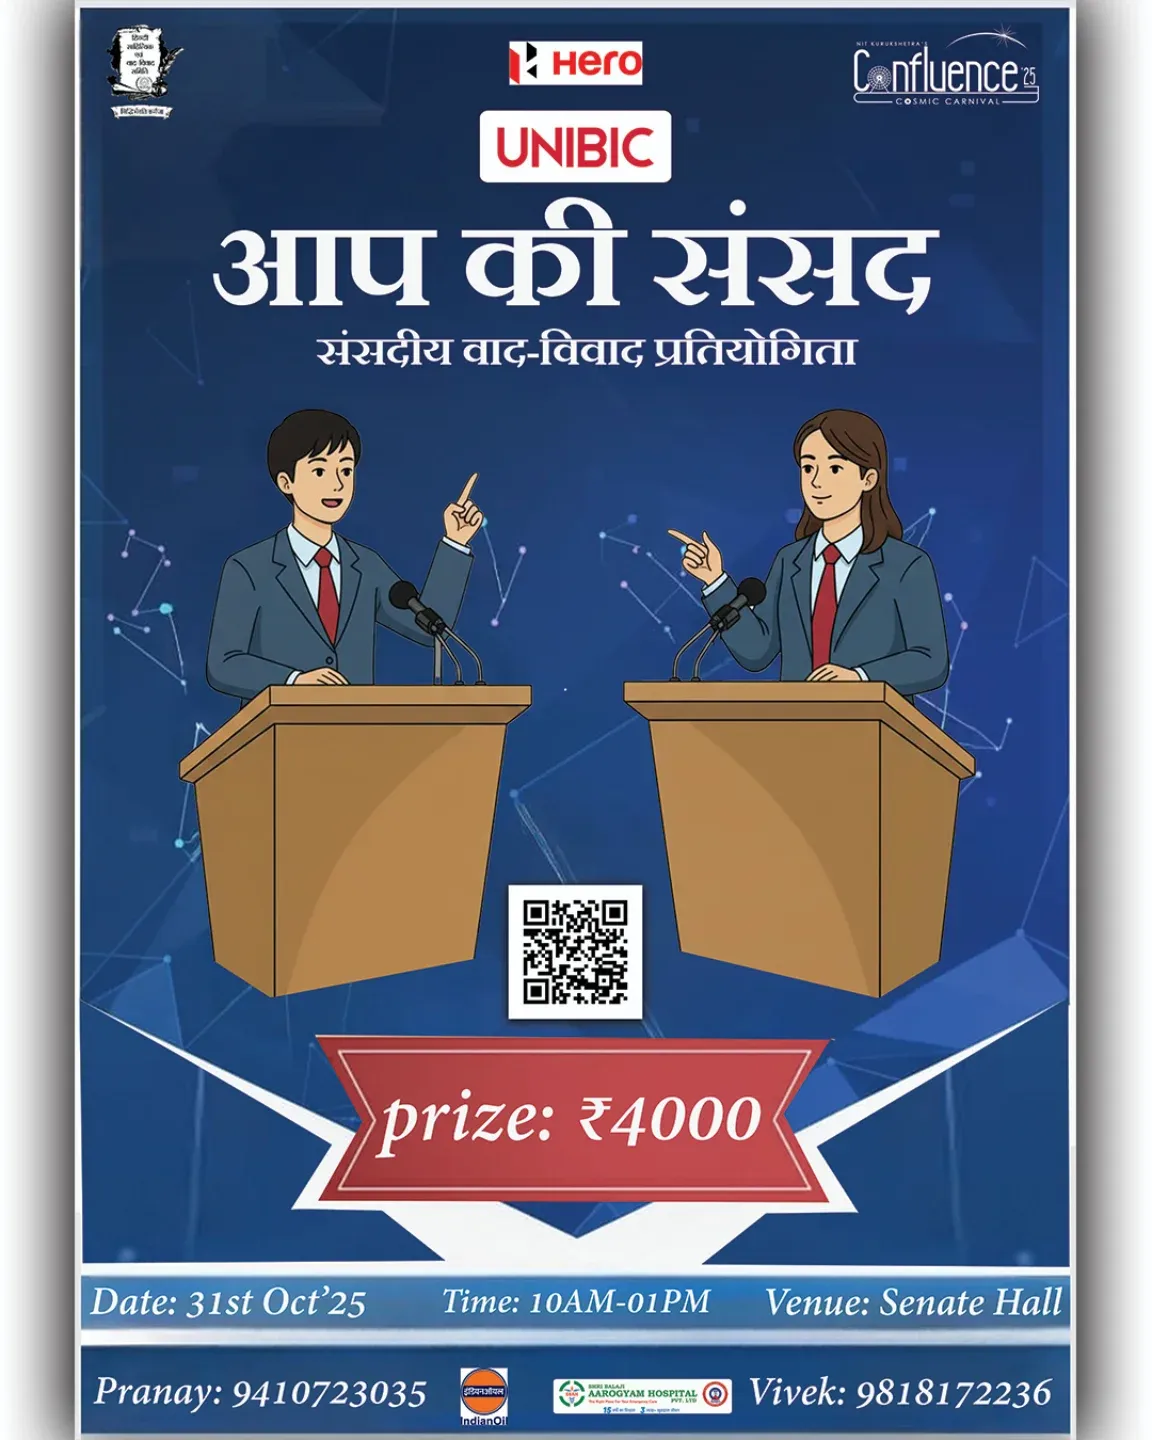 हिन्दी
साहित्यिक
एवं
वाद-विवाद
समिति
Hero
NIT KURUKSHETRA'S
Confluence '25
COSMIC CARNIVAL
UNIBIC
आप की संसद
संसदीय वाद-विवाद प्रतियोगिता
prize: ₹4000
Date: 31st Oct'25
Time: 10AM-01PM
Venue: Senate Hall
Pranay: 9410723035
इंडियनऑयल
IndianOil
SHRI BALAJI
AAROGYAM HOSPITAL
PVT. LTD
Vivek: 9818172236